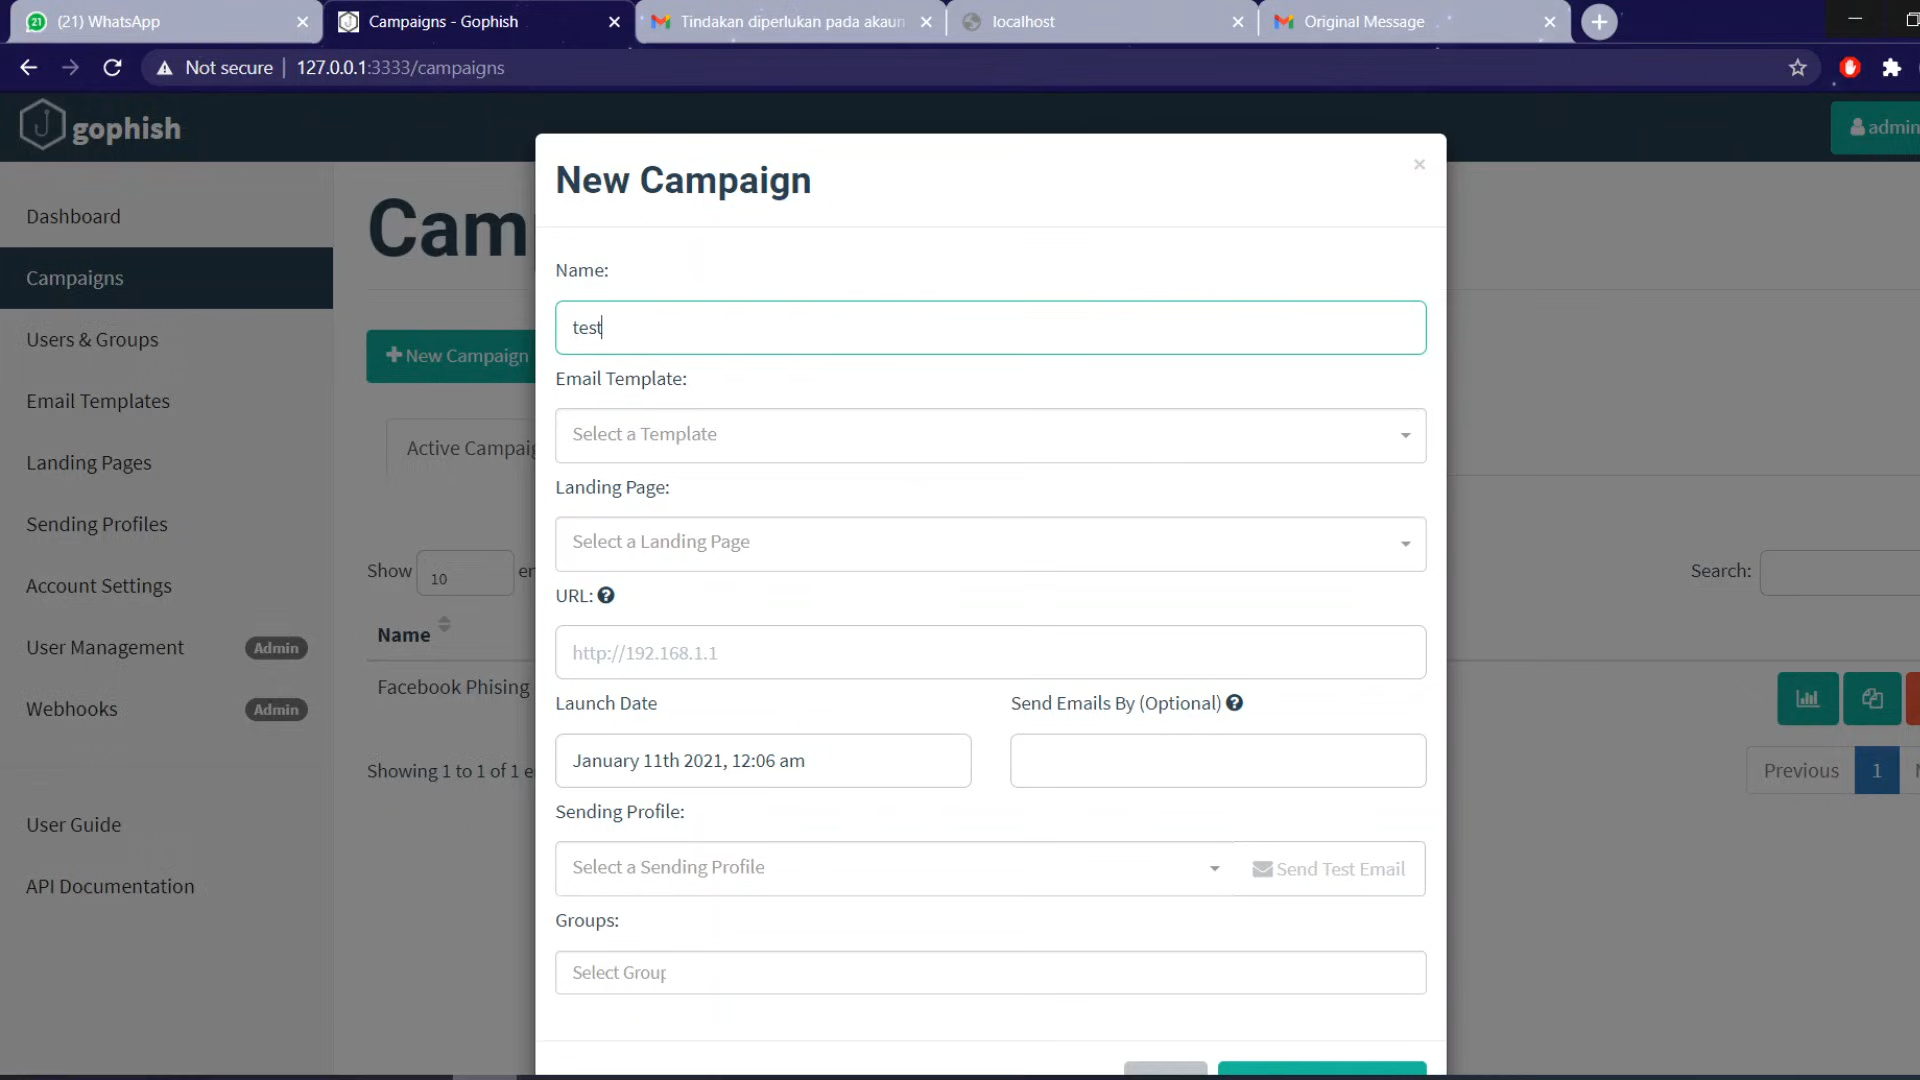 (21) WhatsApp
Campaigns - Gophish
Tindakan diperlukan pada akaun
localhost
Original Message
Not secure
127.0.0.1:3333/campaigns
gophish
admin
Dashboard
Campaigns
Users & Groups
Email Templates
Landing Pages
Sending Profiles
Account Settings
User Management Admin
Webhooks Admin
User Guide
API Documentation
Cam
New Campaign
Active Campaig
Show 10 en
Search:
Name
Facebook Phising
Showing 1 to 1 of 1 e
Previous 1
New Campaign
×
Name:
test
Email Template:
Select a Template
Landing Page:
Select a Landing Page
URL:
http://192.168.1.1
Launch Date
January 11th 2021, 12:06 am
Send Emails By (Optional)
Sending Profile:
Select a Sending Profile
Send Test Email
Groups:
Select Group